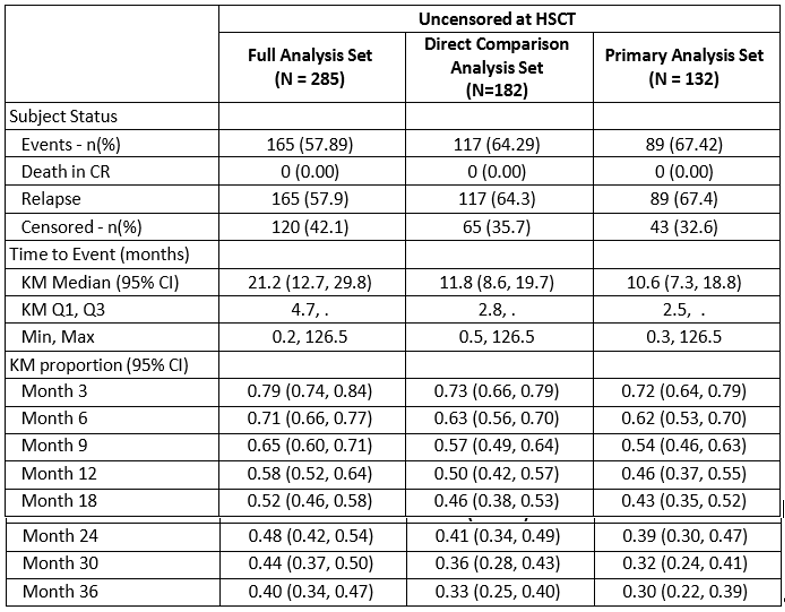 Uncensored at HSCT
Full Analysis Set (N = 285) Direct Comparison Analysis Set (N=182) Primary Analysis Set (N = 132)
Subject Status
Events - n(%) 165 (57.89) 117 (64.29) 89 (67.42)
Death in CR 0 (0.00) 0 (0.00) 0 (0.00)
Relapse 165 (57.9) 117 (64.3) 89 (67.4)
Censored - n(%) 120 (42.1) 65 (35.7) 43 (32.6)
Time to Event (months)
KM Median (95% CI) 21.2 (12.7, 29.8) 11.8 (8.6, 19.7) 10.6 (7.3, 18.8)
KM Q1, Q3 4.7, . 2.8, . 2.5, .
Min, Max 0.2, 126.5 0.5, 126.5 0.3, 126.5
KM proportion (95% CI)
Month 3 0.79 (0.74, 0.84) 0.73 (0.66, 0.79) 0.72 (0.64, 0.79)
Month 6 0.71 (0.66, 0.77) 0.63 (0.56, 0.70) 0.62 (0.53, 0.70)
Month 9 0.65 (0.60, 0.71) 0.57 (0.49, 0.64) 0.54 (0.46, 0.63)
Month 12 0.58 (0.52, 0.64) 0.50 (0.42, 0.57) 0.46 (0.37, 0.55)
Month 18 0.52 (0.46, 0.58) 0.46 (0.38, 0.53) 0.43 (0.35, 0.52)
Month 24 0.48 (0.42, 0.54) 0.41 (0.34, 0.49) 0.39 (0.30, 0.47)
Month 30 0.44 (0.37, 0.50) 0.36 (0.28, 0.43) 0.32 (0.24, 0.41)
Month 36 0.40 (0.34, 0.47) 0.33 (0.25, 0.40) 0.30 (0.22, 0.39)